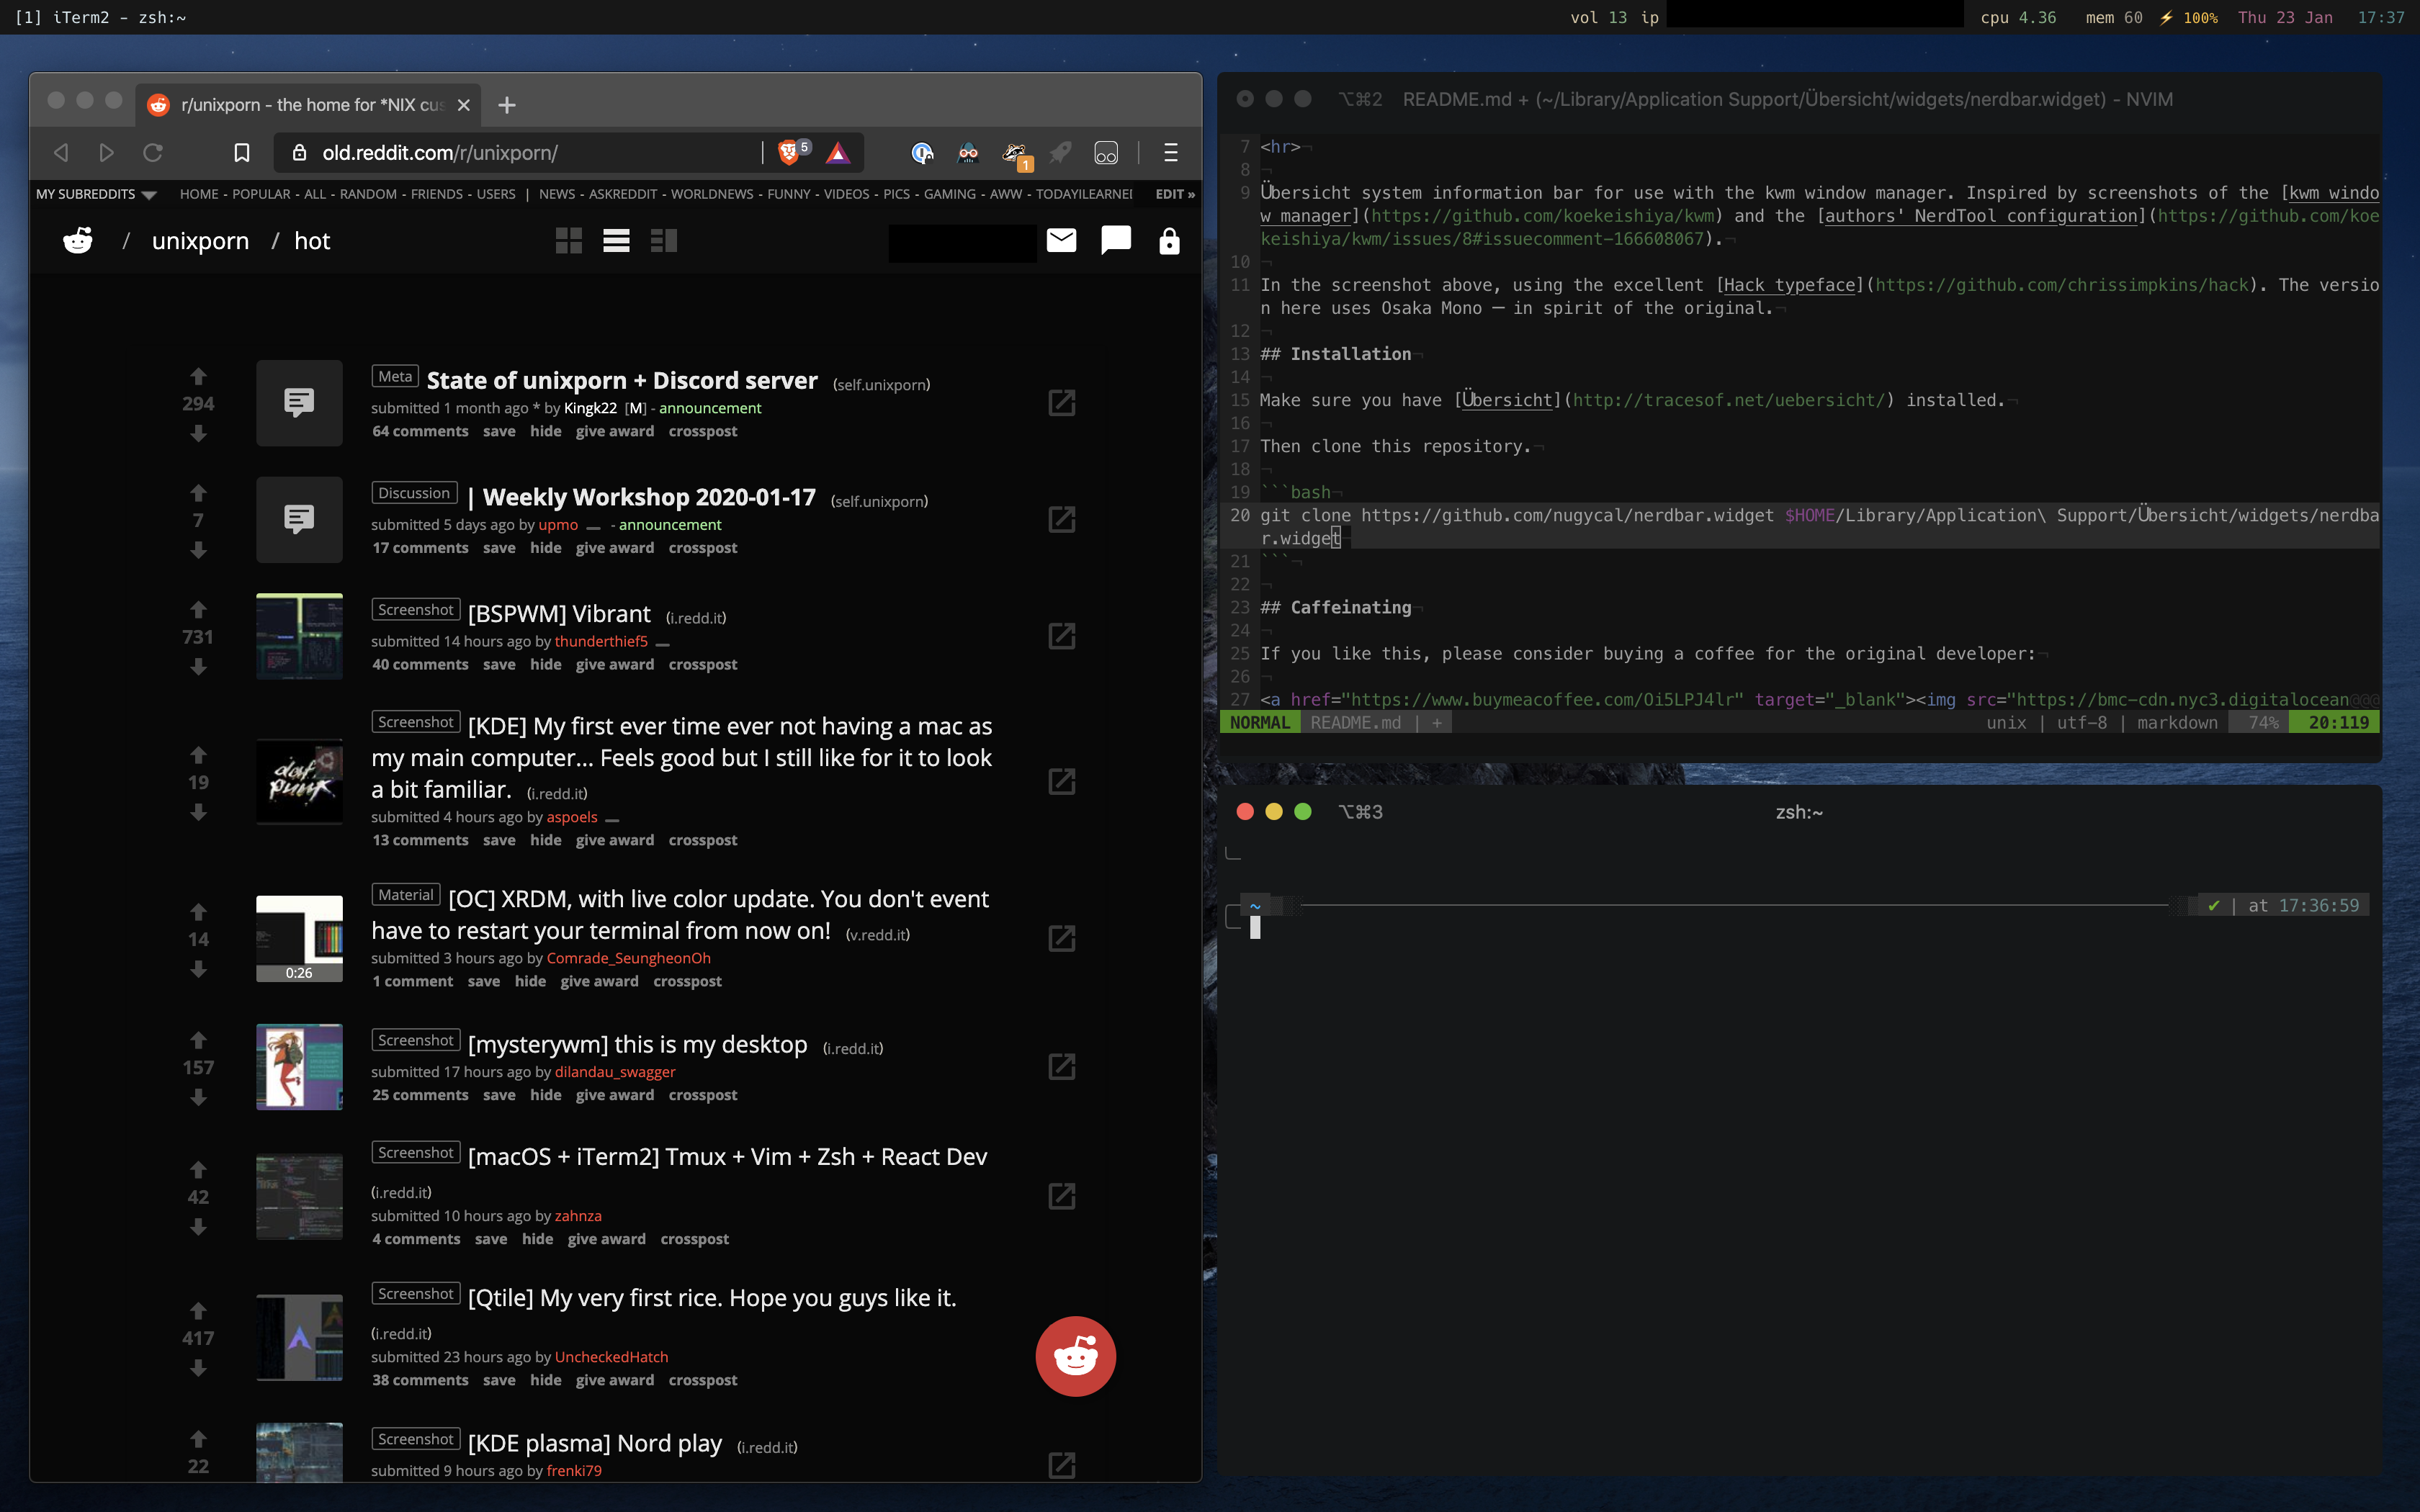 [1] iTerm2 - zsh:~
vol 13 ip
cpu 4.36 mem 60 ⚡ 100% Thu 23 Jan 17:37
r/unixporn - the home for *NIX cus
old.reddit.com/r/unixporn/
5
1
MY SUBREDDITS HOME - POPULAR - ALL - RANDOM - FRIENDS - USERS | NEWS - ASKREDDIT - WORLDNEWS - FUNNY - VIDEOS - PICS - GAMING - AWW - TODAYILEARNEI EDIT »
/ unixporn / hot
294
Meta State of unixporn + Discord server (self.unixporn)
submitted 1 month ago * by Kingk22 [M] - announcement
64 comments save hide give award crosspost
7
Discussion | Weekly Workshop 2020-01-17 (self.unixporn)
submitted 5 days ago by upmo - announcement
17 comments save hide give award crosspost
731
Screenshot [BSPWM] Vibrant (i.redd.it)
submitted 14 hours ago by thunderthief5
40 comments save hide give award crosspost
19
daft punk
Screenshot [KDE] My first ever time ever not having a mac as
my main computer... Feels good but I still like for it to look
a bit familiar. (i.redd.it)
submitted 4 hours ago by aspoels
13 comments save hide give award crosspost
14
0:26
Material [OC] XRDM, with live color update. You don't event
have to restart your terminal from now on! (v.redd.it)
submitted 3 hours ago by Comrade_SeungheonOh
1 comment save hide give award crosspost
157
Screenshot [mysterywm] this is my desktop (i.redd.it)
submitted 17 hours ago by dilandau_swagger
25 comments save hide give award crosspost
42
Screenshot [macOS + iTerm2] Tmux + Vim + Zsh + React Dev
(i.redd.it)
submitted 10 hours ago by zahnza
4 comments save hide give award crosspost
417
Screenshot [Qtile] My very first rice. Hope you guys like it.
(i.redd.it)
submitted 23 hours ago by UncheckedHatch
38 comments save hide give award crosspost
22
Screenshot [KDE plasma] Nord play (i.redd.it)
submitted 9 hours ago by frenki79
⌥⌘2 README.md + (~/Library/Application Support/Übersicht/widgets/nerdbar.widget) - NVIM
7 <hr>¬
8 ¬
9 Übersicht system information bar for use with the kwm window manager. Inspired by screenshots of the [kwm windo
w manager](https://github.com/koekeishiya/kwm) and the [authors' NerdTool configuration](https://github.com/koe
keishiya/kwm/issues/8#issuecomment-166608067).¬
10 ¬
11 In the screenshot above, using the excellent [Hack typeface](https://github.com/chrissimpkins/hack). The versio
n here uses Osaka Mono — in spirit of the original.¬
12 ¬
13 ## Installation¬
14 ¬
15 Make sure you have [Übersicht](http://tracesof.net/uebersicht/) installed.¬
16 ¬
17 Then clone this repository.¬
18 ¬
19 ```bash¬
20 git clone https://github.com/nugycal/nerdbar.widget $HOME/Library/Application\ Support/Übersicht/widgets/nerdba
r.widget¬
21 ```¬
22 ¬
23 ## Caffeinating¬
24 ¬
25 If you like this, please consider buying a coffee for the original developer:¬
26 ¬
27 <a href="https://www.buymeacoffee.com/Oi5LPJ4lr" target="_blank"><img src="https://bmc-cdn.nyc3.digitalocean@@@
NORMAL README.md | + unix | utf-8 | markdown 74% 20:119
⌥⌘3 zsh:~
~ ✔ | at 17:36:59